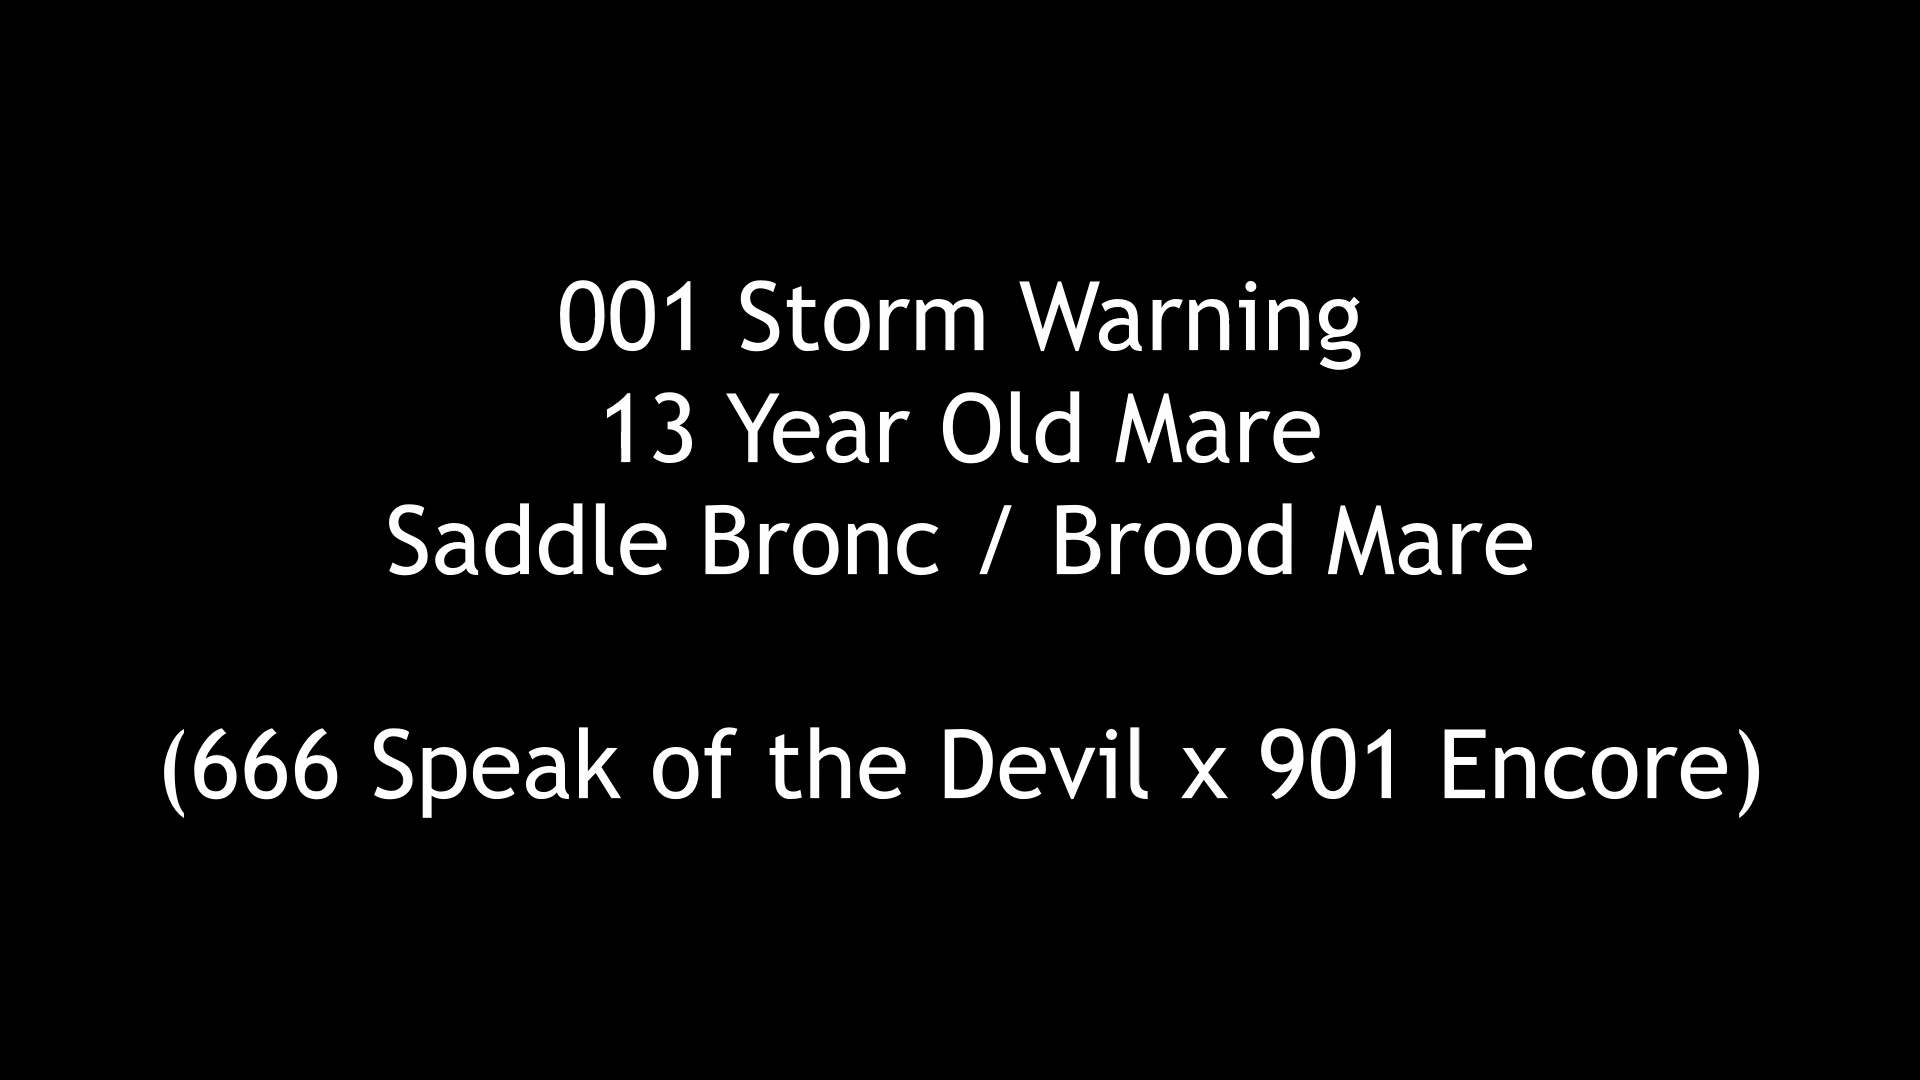 001 Storm Warning
13 Year Old Mare
Saddle Bronc / Brood Mare
(666 Speak of the Devil x 901 Encore)